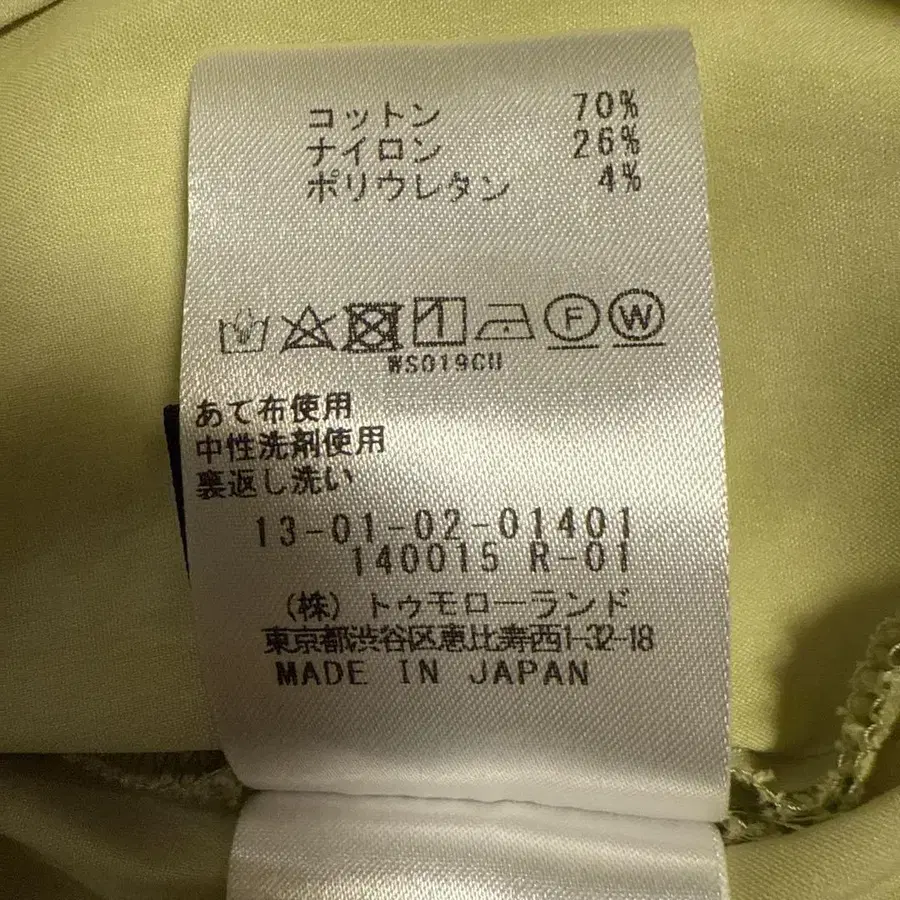 コットン 70%
ナイロン 26%
ポリウレタン 4%
F W
WS019CU
あて布使用
中性洗剤使用
裏返し洗い
13-01-02-01401
140015 R-01
(株) トゥモローランド
東京都渋谷区恵比寿西1-32-18
MADE IN JAPAN